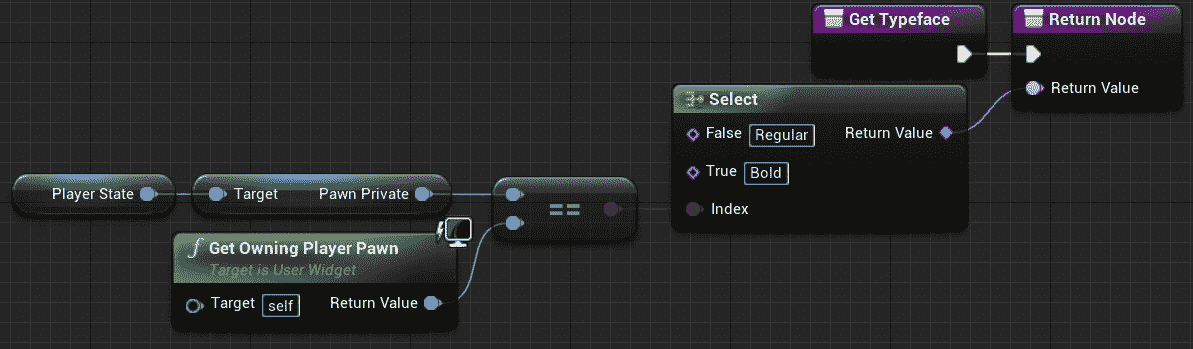 Get Typeface
Return Node
Return Value
Select
False Regular Return Value
True Bold
Index
Player State
Target Pawn Private
==
f Get Owning Player Pawn
Target is User Widget
Target self Return Value